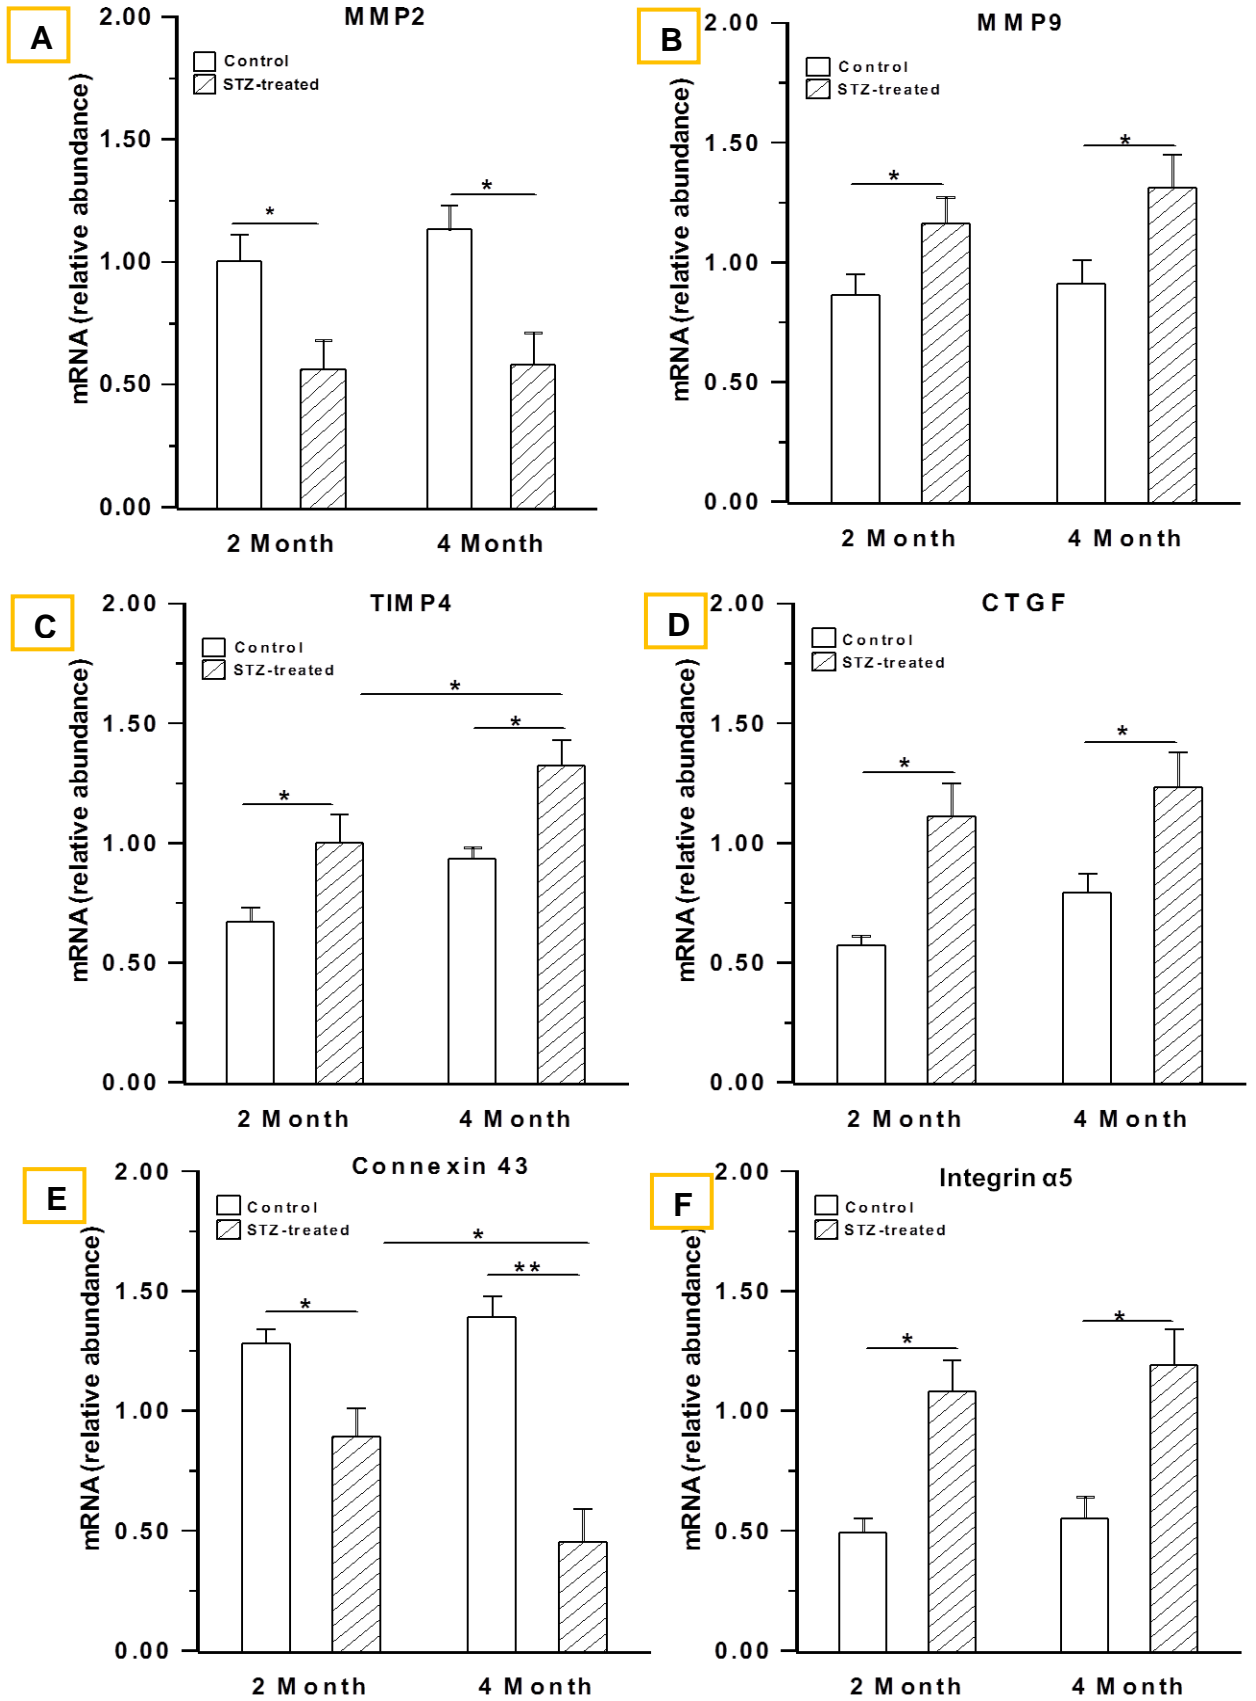 A
MMP2
2.00
1.50
1.00
0.50
0.00
mRNA (relative abundance)
Control
STZ-treated
*
*
2 Month
4 Month
B
MMP9
2.00
1.50
1.00
0.50
0.00
mRNA (relative abundance)
Control
STZ-treated
*
*
2 Month
4 Month
C
TIMP4
2.00
1.50
1.00
0.50
0.00
mRNA (relative abundance)
Control
STZ-treated
*
*
*
2 Month
4 Month
D
CTGF
2.00
1.50
1.00
0.50
0.00
mRNA (relative abundance)
Control
STZ-treated
*
*
2 Month
4 Month
E
Connexin 43
2.00
1.50
1.00
0.50
0.00
mRNA (relative abundance)
Control
STZ-treated
*
**
*
2 Month
4 Month
F
Integrin α5
2.00
1.50
1.00
0.50
0.00
mRNA (relative abundance)
Control
STZ-treated
*
*
2 Month
4 Month